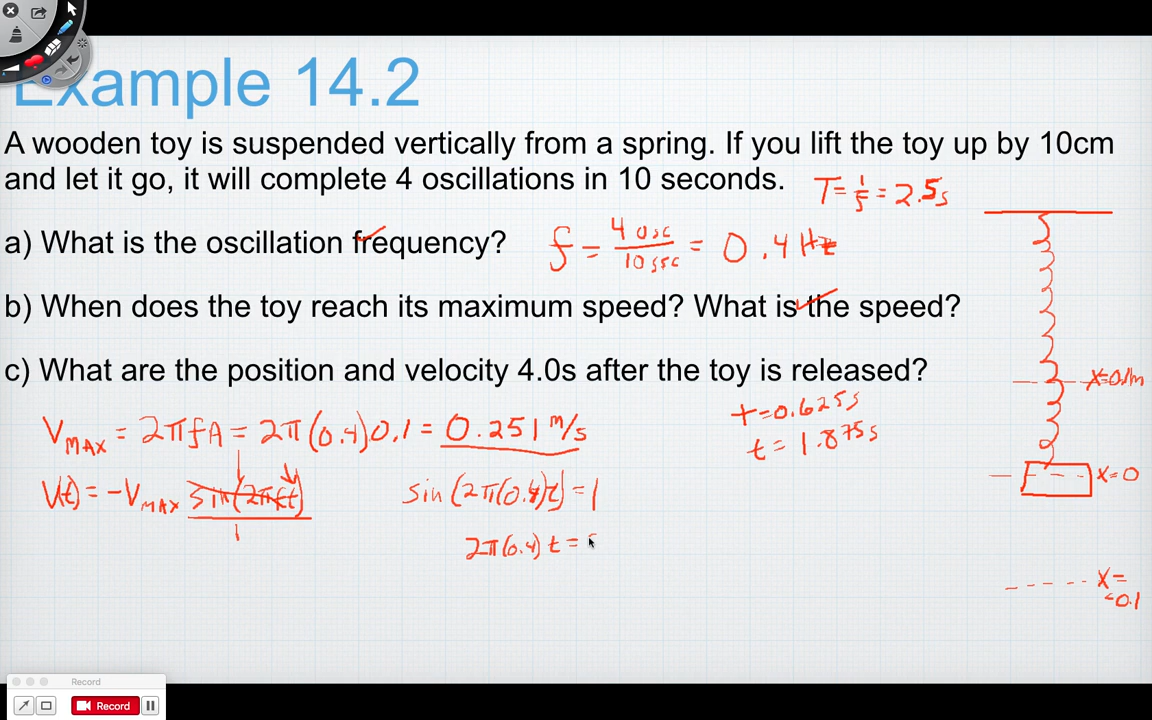 Example 14.2
A wooden toy is suspended vertically from a spring. If you lift the toy up by 10cm
and let it go, it will complete 4 oscillations in 10 seconds.
T = 1/f = 2.5s
a) What is the oscillation frequency?
f = 4 osc / 10 sec = 0.4 Hz
b) When does the toy reach its maximum speed? What is the speed?
c) What are the position and velocity 4.0s after the toy is released?
x=0.1m
t=0.625s
t = 1.875s
VMAX = 2πfA = 2π(0.4)0.1 = 0.251 m/s
x=0
V(t) = -VMAX sin(2πft)
1
sin(2π(0.4)t) = 1
2π(0.4)t =
x=
-0.1
Record
Record